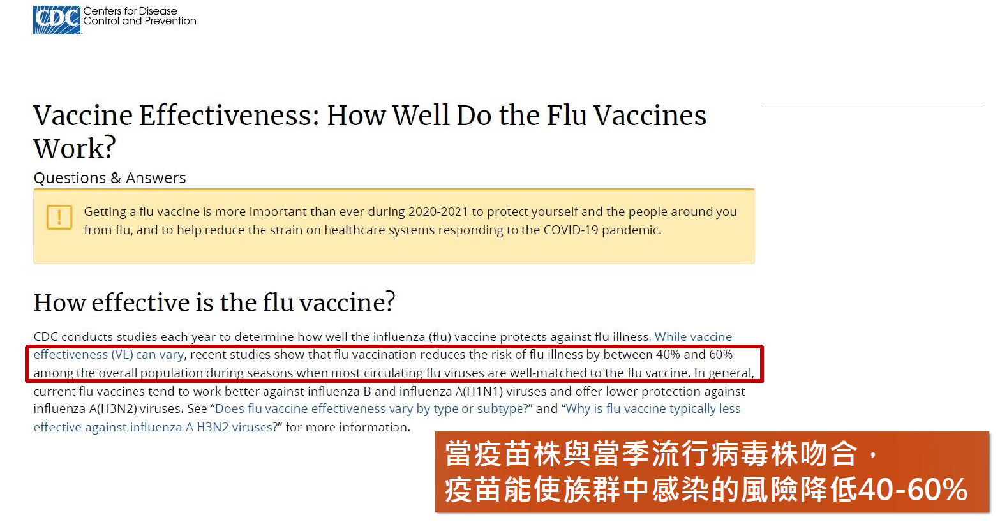 CDC
Centers for Disease
Control and Prevention
Vaccine Effectiveness: How Well Do the Flu Vaccines
Work?
Questions & Answers
Getting a flu vaccine is more important than ever during 2020-2021 to protect yourself and the people around you
from flu, and to help reduce the strain on healthcare systems responding to the COVID-19 pandemic.
How effective is the flu vaccine?
CDC conducts studies each year to determine how well the influenza (flu) vaccine protects against flu illness. While vaccine
effectiveness (VE) can vary, recent studies show that flu vaccination reduces the risk of flu illness by between 40% and 60%
among the overall population during seasons when most circulating flu viruses are well-matched to the flu vaccine. In general,
current flu vaccines tend to work better against influenza B and influenza A(H1N1) viruses and offer lower protection against
influenza A(H3N2) viruses. See “Does flu vaccine effectiveness vary by type or subtype?” and “Why is flu vaccine typically less
effective against influenza A H3N2 viruses?” for more information.
當疫苗株與當季流行病毒株吻合，
疫苗能使族群中感染的風險降低40-60%